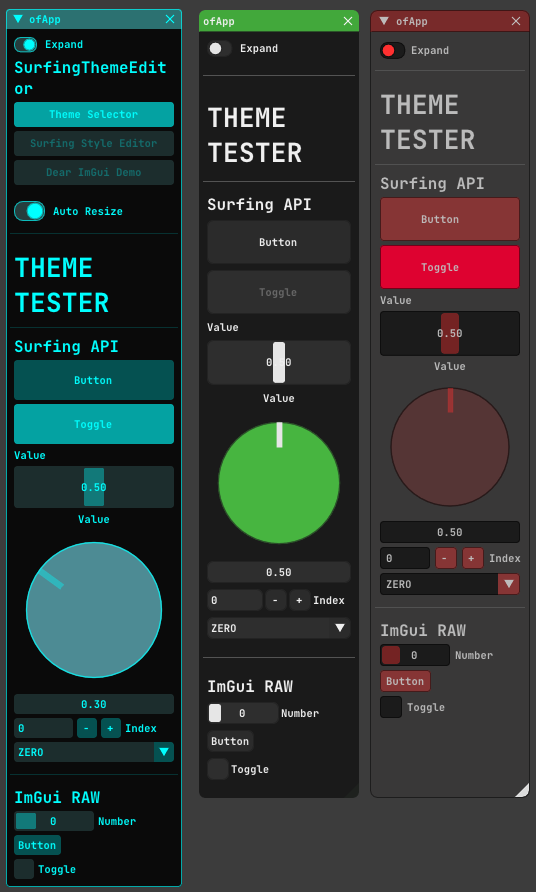 ofApp
Expand
SurfingThemeEdit
or
Theme Selector
Surfing Style Editor
Dear ImGui Demo
Auto Resize
THEME
TESTER
Surfing API
Button
Toggle
Value
0.50
Value
0.30
0 - + Index
ZERO
ImGui RAW
0 Number
Button
Toggle
ofApp
Expand
THEME
TESTER
Surfing API
Button
Toggle
Value
Value
0.50
0 - + Index
ZERO
ImGui RAW
0 Number
Button
Toggle
ofApp
Expand
THEME
TESTER
Surfing API
Button
Toggle
Value
0.50
Value
0.50
0 - + Index
ZERO
ImGui RAW
0 Number
Button
Toggle